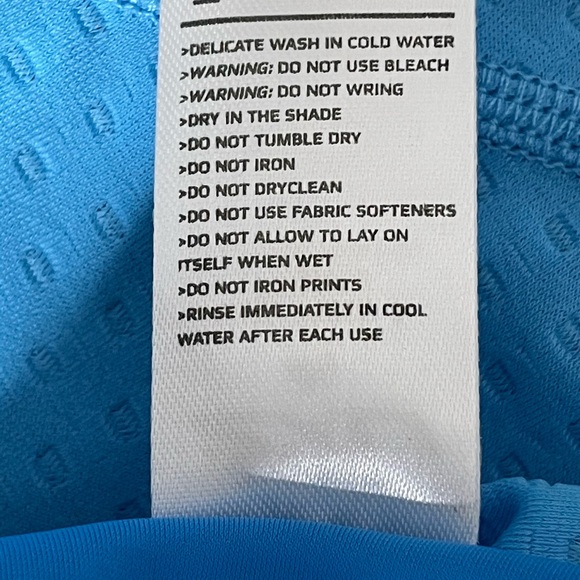 >DELICATE WASH IN COLD WATER
>WARNING: DO NOT USE BLEACH
>WARNING: DO NOT WRING
>DRY IN THE SHADE
>DO NOT TUMBLE DRY
>DO NOT IRON
>DO NOT DRYCLEAN
>DO NOT USE FABRIC SOFTENERS
>DO NOT ALLOW TO LAY ON
ITSELF WHEN WET
>DO NOT IRON PRINTS
>RINSE IMMEDIATELY IN COOL
WATER AFTER EACH USE